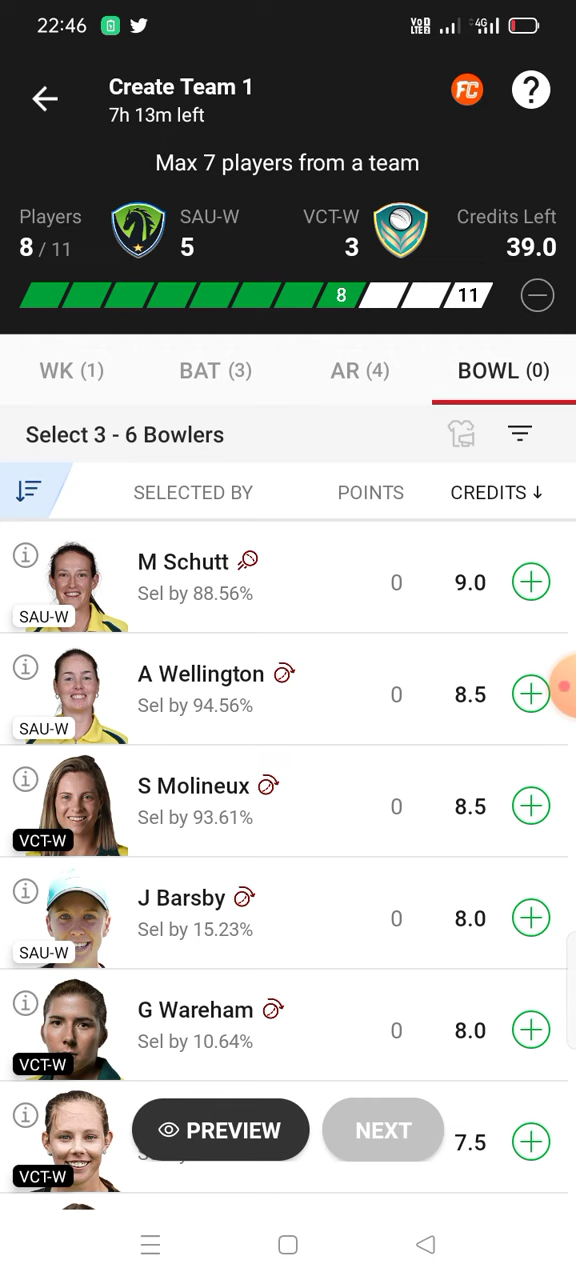 22:46 VoD LTE2 4G
Create Team 1
7h 13m left
FC ?
Max 7 players from a team
Players SAU-W VCT-W Credits Left
8 / 11 5 3 39.0
8 11
WK (1) BAT (3) AR (4) BOWL (0)
Select 3 - 6 Bowlers
SELECTED BY POINTS CREDITS ↓
M Schutt
Sel by 88.56% 0 9.0
SAU-W
A Wellington
Sel by 94.56% 0 8.5
SAU-W
S Molineux
Sel by 93.61% 0 8.5
VCT-W
J Barsby
Sel by 15.23% 0 8.0
SAU-W
G Wareham
Sel by 10.64% 0 8.0
VCT-W
PREVIEW NEXT 7.5
VCT-W